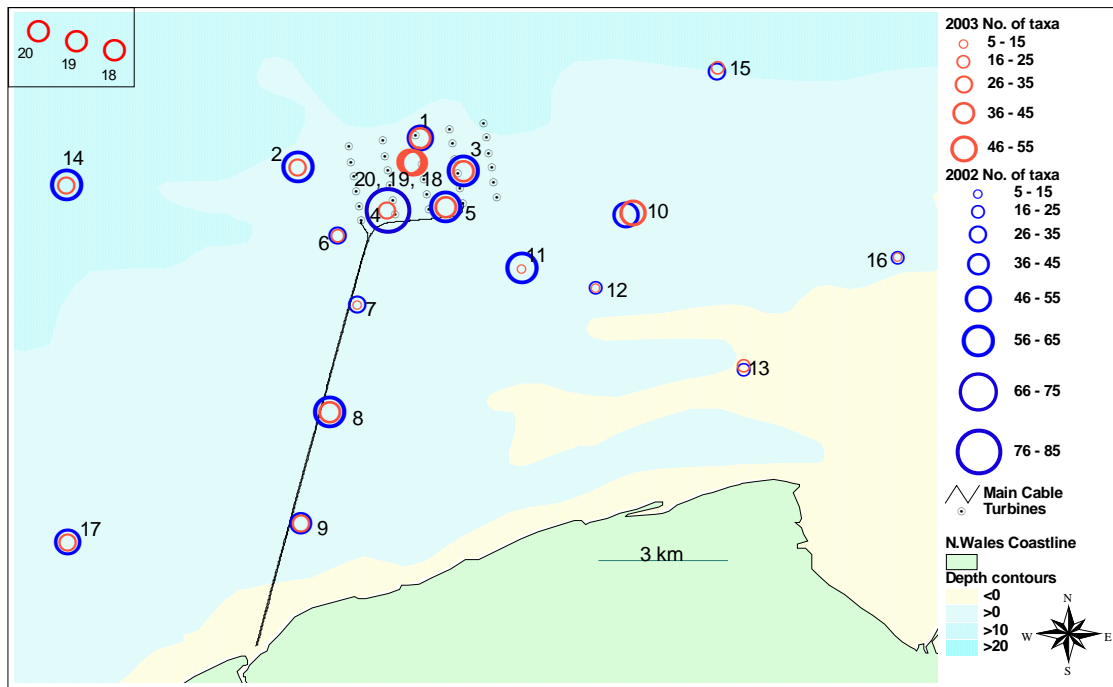 20
19
18
15
1
2
3
14
20, 19, 18
4
5
10
6
11
16
12
7
13
8
9
17
3 km
2003 No. of taxa
5 - 15
16 - 25
26 - 35
36 - 45
46 - 55
2002 No. of taxa
5 - 15
16 - 25
26 - 35
36 - 45
46 - 55
56 - 65
66 - 75
76 - 85
Main Cable
Turbines
N.Wales Coastline
Depth contours
<0
>0
>10
>20
N
W E
S